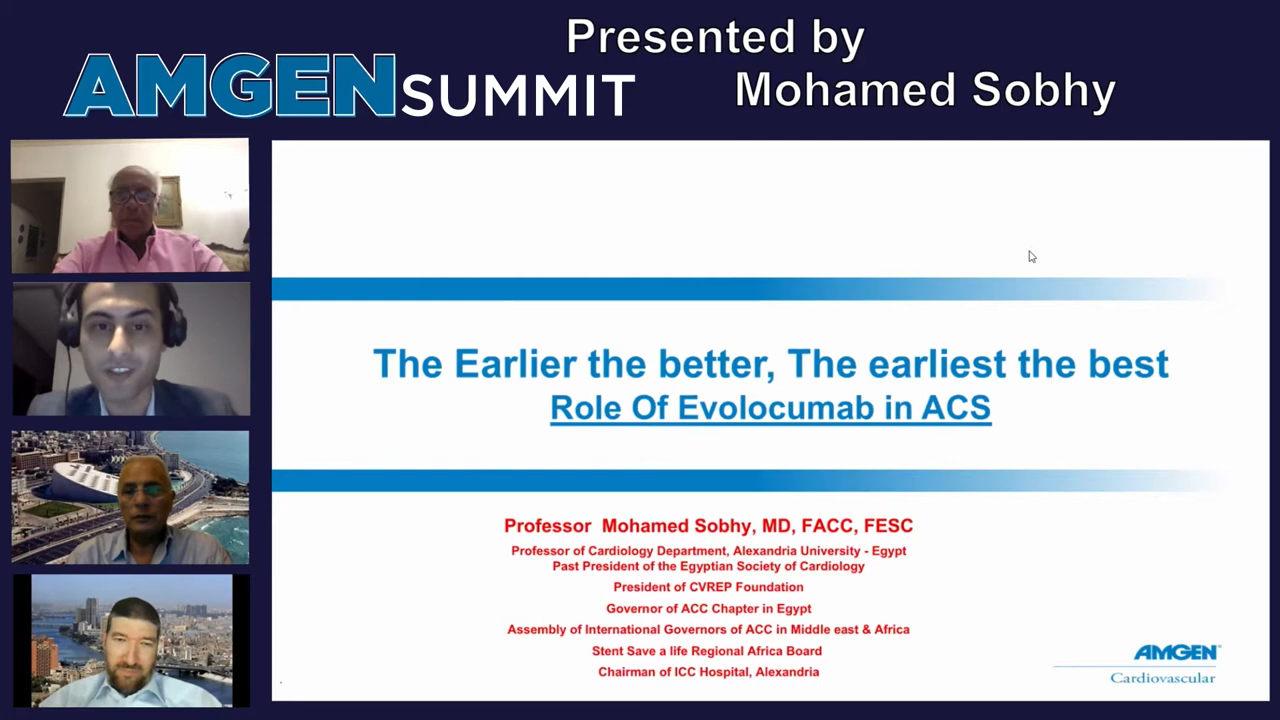 Presented by
AMGEN SUMMIT
Mohamed Sobhy
The Earlier the better, The earliest the best
Role Of Evolocumab in ACS
Professor Mohamed Sobhy, MD, FACC, FESC
Professor of Cardiology Department, Alexandria University - Egypt
Past President of the Egyptian Society of Cardiology
President of CVREP Foundation
Governor of ACC Chapter in Egypt
Assembly of International Governors of ACC in Middle east & Africa
Stent Save a life Regional Africa Board
Chairman of ICC Hospital, Alexandria
AMGEN®
Cardiovascular